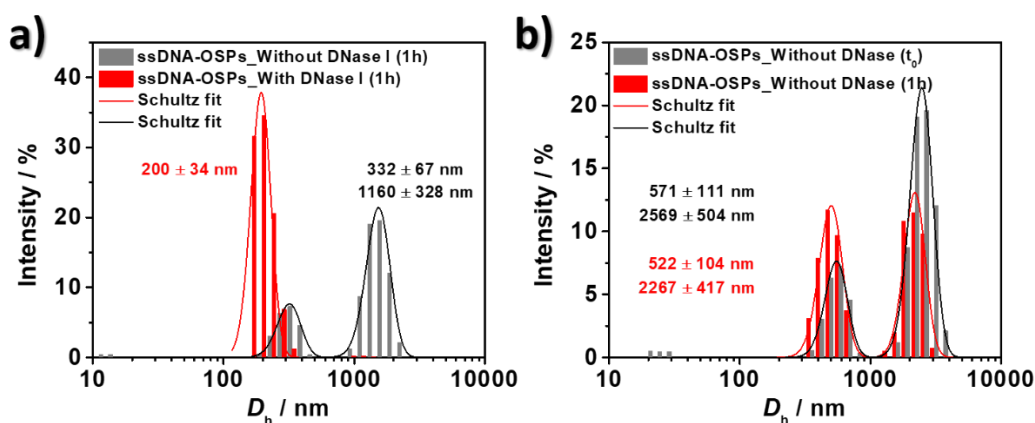 a)
ssDNA-OSPs_Without DNase I (1h)
ssDNA-OSPs_With DNase I (1h)
Schultz fit
Schultz fit
200 ± 34 nm
332 ± 67 nm
1160 ± 328 nm
Intensity / %
40
30
20
10
0
10 100 1000 10000
Dh / nm
b)
ssDNA-OSPs_Without DNase (t0)
ssDNA-OSPs_Without DNase (1h)
Schultz fit
Schultz fit
571 ± 111 nm
2569 ± 504 nm
522 ± 104 nm
2267 ± 417 nm
Intensity / %
25
20
15
10
5
0
10 100 1000 10000
Dh / nm